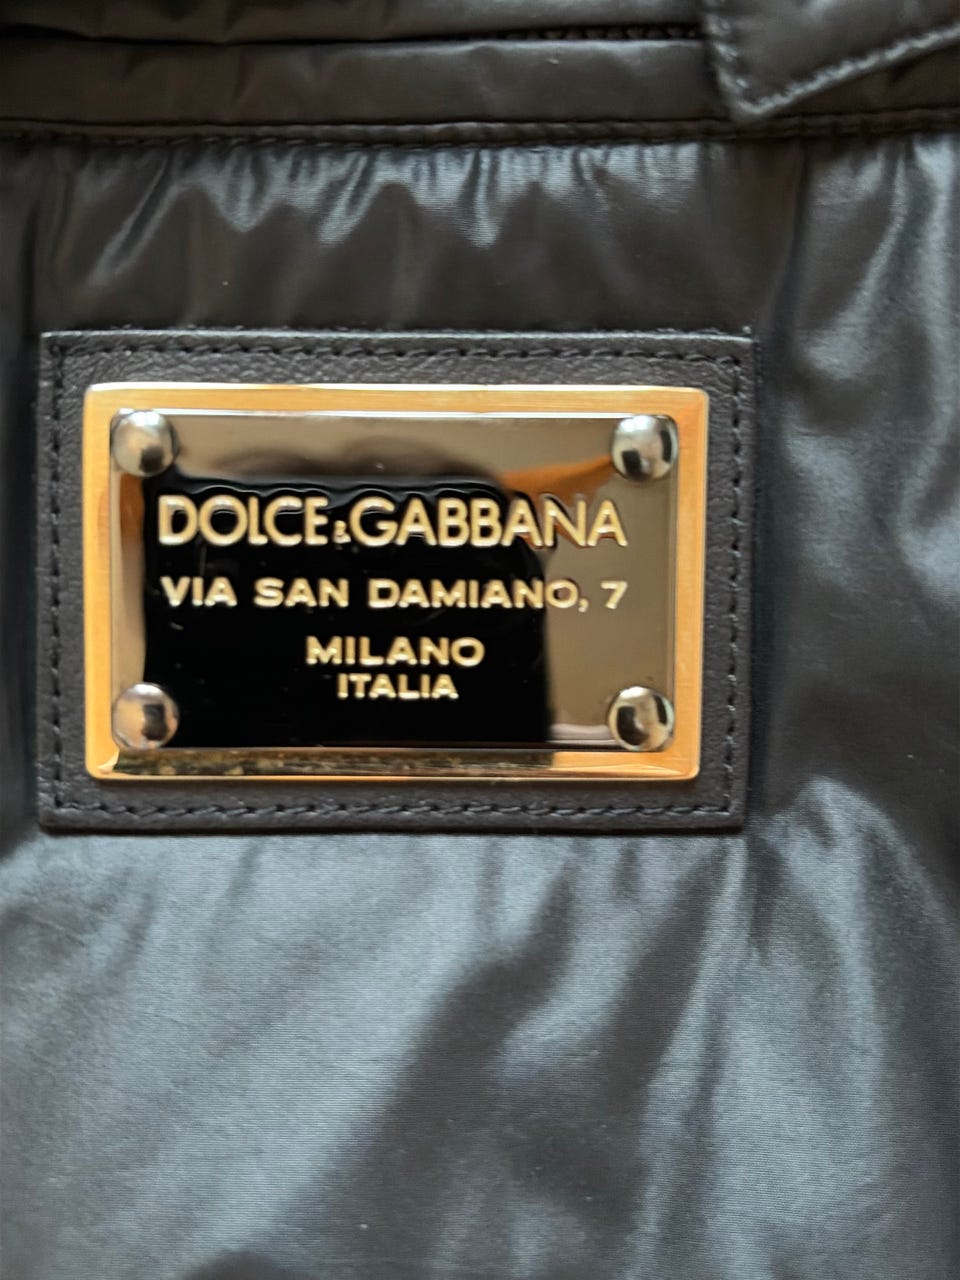 DOLCE&GABBANA
VIA SAN DAMIANO, 7
MILANO
ITALIA